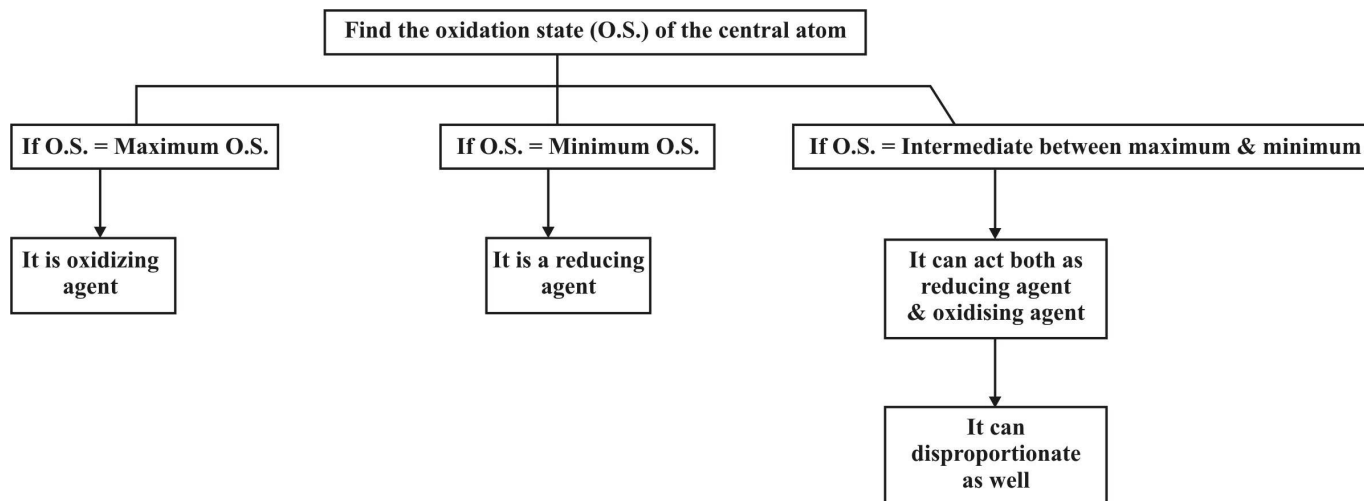 Find the oxidation state (O.S.) of the central atom
If O.S. = Maximum O.S.
If O.S. = Minimum O.S.
If O.S. = Intermediate between maximum & minimum
It is oxidizing
agent
It is a reducing
agent
It can act both as
reducing agent
& oxidising agent
It can
disproportionate
as well